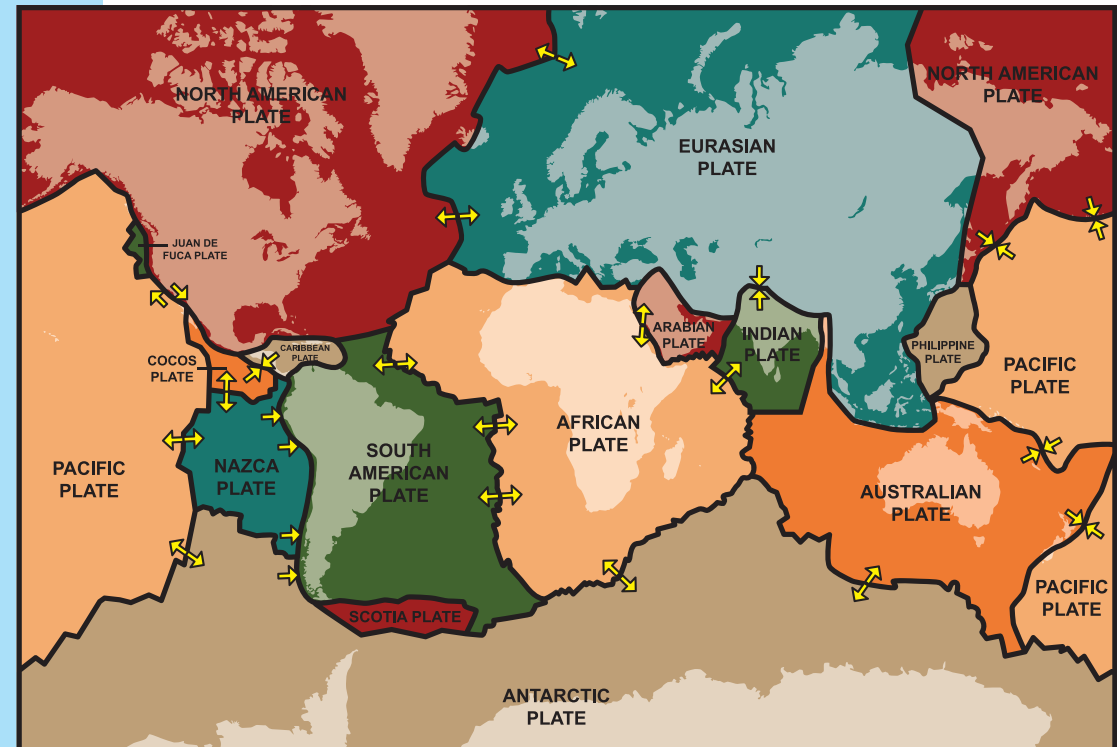 NORTH AMERICAN
PLATE
NORTH AMERICAN
PLATE
EURASIAN
PLATE
JUAN DE
FUCA PLATE
CARIBBEAN
PLATE
COCOS
PLATE
ARABIAN
PLATE
INDIAN
PLATE
PHILIPPINE
PLATE
PACIFIC
PLATE
PACIFIC
PLATE
NAZCA
PLATE
SOUTH
AMERICAN
PLATE
AFRICAN
PLATE
AUSTRALIAN
PLATE
PACIFIC
PLATE
SCOTIA PLATE
ANTARCTIC
PLATE